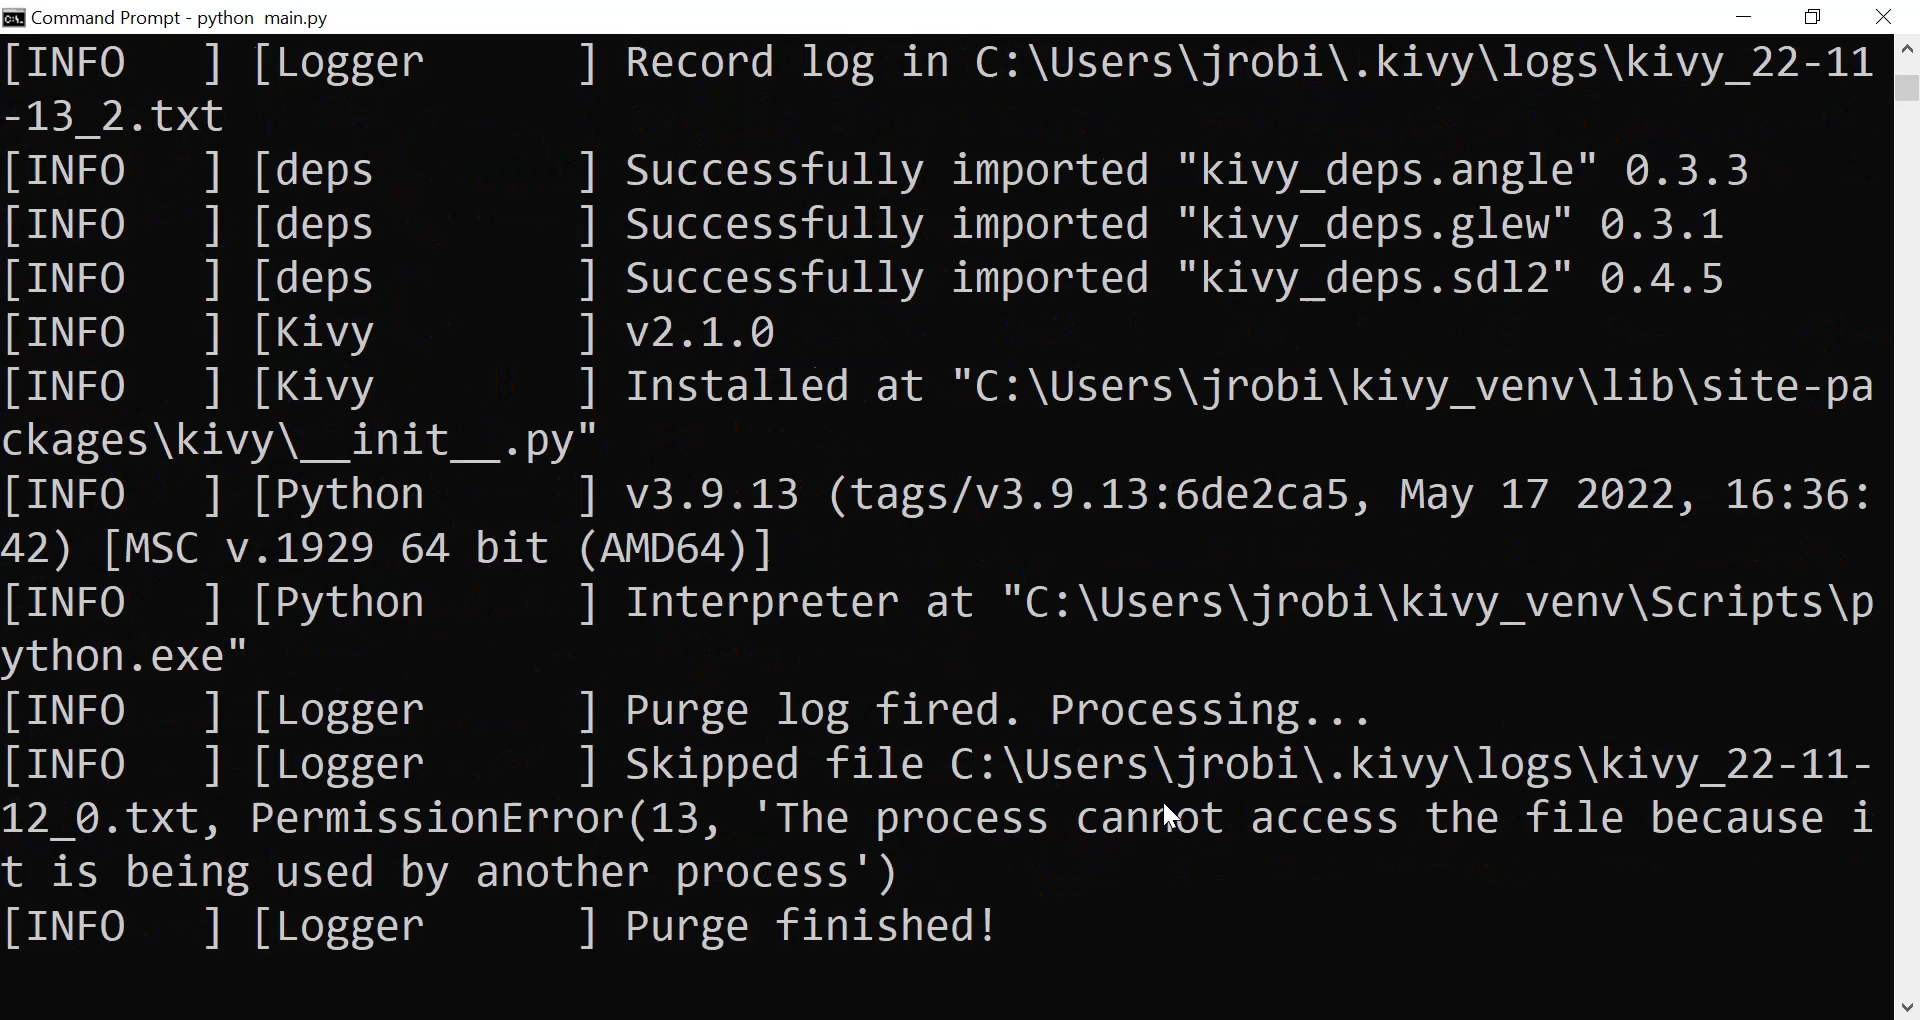 Command Prompt - python  main.py
[INFO   ] [Logger      ] Record log in C:\Users\jrobi\.kivy\logs\kivy_22-11
-13_2.txt
[INFO   ] [deps        ] Successfully imported "kivy_deps.angle" 0.3.3
[INFO   ] [deps        ] Successfully imported "kivy_deps.glew" 0.3.1
[INFO   ] [deps        ] Successfully imported "kivy_deps.sdl2" 0.4.5
[INFO   ] [Kivy        ] v2.1.0
[INFO   ] [Kivy        ] Installed at "C:\Users\jrobi\kivy_venv\lib\site-pa
ckages\kivy\__init__.py"
[INFO   ] [Python      ] v3.9.13 (tags/v3.9.13:6de2ca5, May 17 2022, 16:36:
42) [MSC v.1929 64 bit (AMD64)]
[INFO   ] [Python      ] Interpreter at "C:\Users\jrobi\kivy_venv\Scripts\p
ython.exe"
[INFO   ] [Logger      ] Purge log fired. Processing...
[INFO   ] [Logger      ] Skipped file C:\Users\jrobi\.kivy\logs\kivy_22-11-
12_0.txt, PermissionError(13, 'The process cannot access the file because i
t is being used by another process')
[INFO   ] [Logger      ] Purge finished!